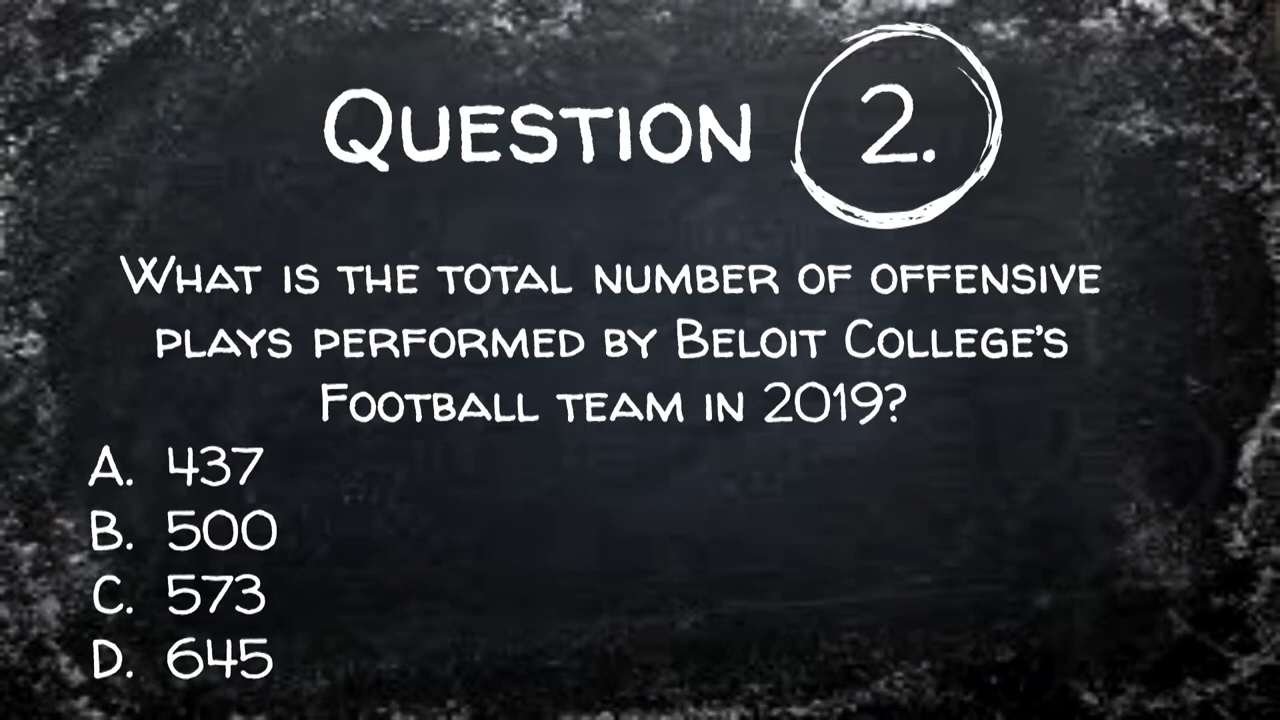 Question 2.
What is the total number of offensive
plays performed by Beloit College's
Football team in 2019?
A. 437
B. 500
C. 573
D. 645